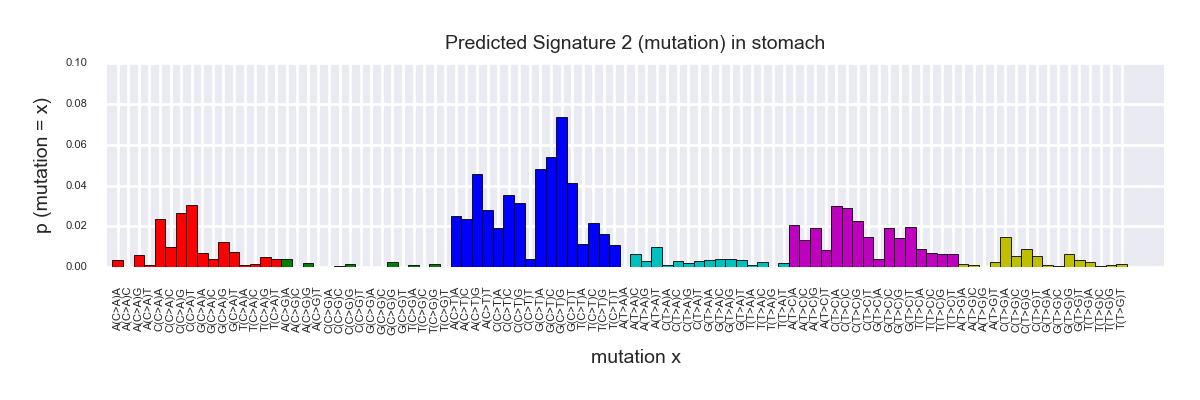 Predicted Signature 2 (mutation) in stomach
p (mutation = x)
0.10
0.08
0.06
0.04
0.02
0.00
A(C>A)A
A(C>A)C
A(C>A)G
A(C>A)T
C(C>A)A
C(C>A)C
C(C>A)G
C(C>A)T
G(C>A)A
G(C>A)C
G(C>A)G
G(C>A)T
T(C>A)A
T(C>A)C
T(C>A)G
T(C>A)T
A(C>G)A
A(C>G)C
A(C>G)G
A(C>G)T
C(C>G)A
C(C>G)C
C(C>G)G
C(C>G)T
G(C>G)A
G(C>G)C
G(C>G)G
G(C>G)T
T(C>G)A
T(C>G)C
T(C>G)G
T(C>G)T
A(C>T)A
A(C>T)C
A(C>T)G
A(C>T)T
C(C>T)A
C(C>T)C
C(C>T)G
C(C>T)T
G(C>T)A
G(C>T)C
G(C>T)G
G(C>T)T
T(C>T)A
T(C>T)C
T(C>T)G
T(C>T)T
A(T>A)A
A(T>A)C
A(T>A)G
A(T>A)T
C(T>A)A
C(T>A)C
C(T>A)G
C(T>A)T
G(T>A)A
G(T>A)C
G(T>A)G
G(T>A)T
T(T>A)A
T(T>A)C
T(T>A)G
T(T>A)T
A(T>C)A
A(T>C)C
A(T>C)G
A(T>C)T
C(T>C)A
C(T>C)C
C(T>C)G
C(T>C)T
G(T>C)A
G(T>C)C
G(T>C)G
G(T>C)T
T(T>C)A
T(T>C)C
T(T>C)G
T(T>C)T
A(T>G)A
A(T>G)C
A(T>G)G
A(T>G)T
C(T>G)A
C(T>G)C
C(T>G)G
C(T>G)T
G(T>G)A
G(T>G)C
G(T>G)G
G(T>G)T
T(T>G)A
T(T>G)C
T(T>G)G
T(T>G)T
mutation x